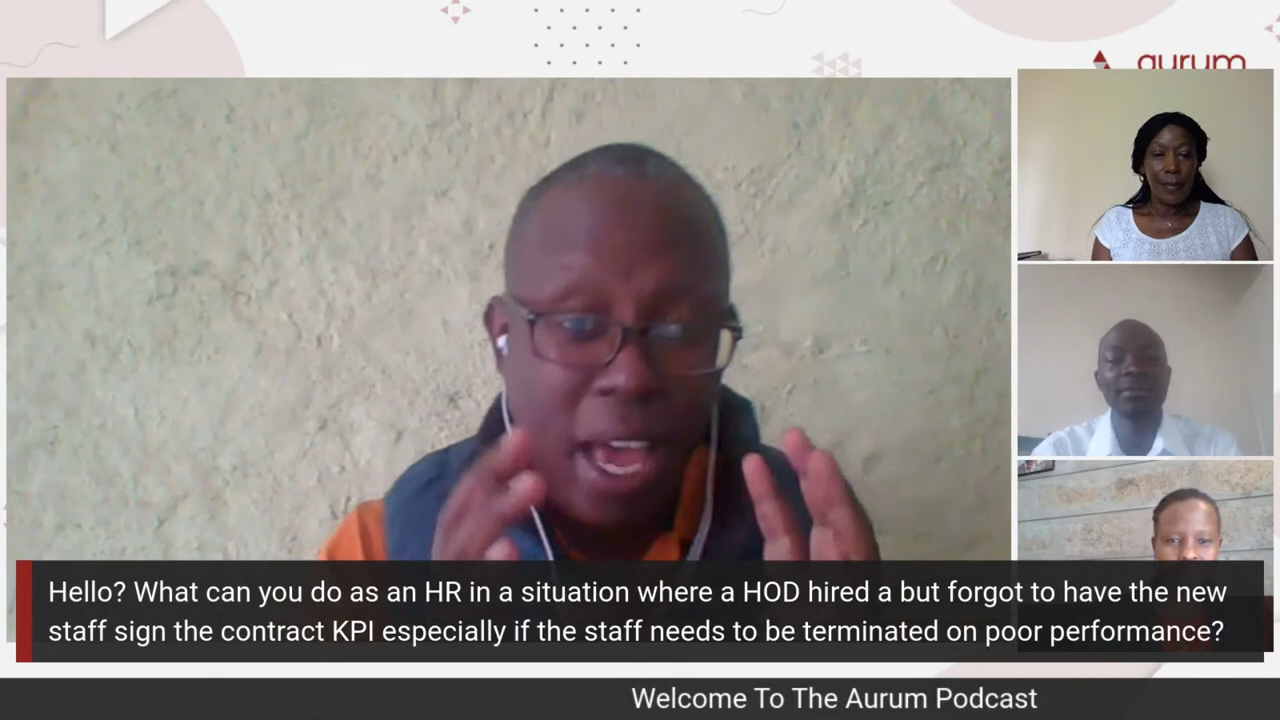 aurum
Hello? What can you do as an HR in a situation where a HOD hired a but forgot to have the new
staff sign the contract KPI especially if the staff needs to be terminated on poor performance?
Welcome To The Aurum Podcast